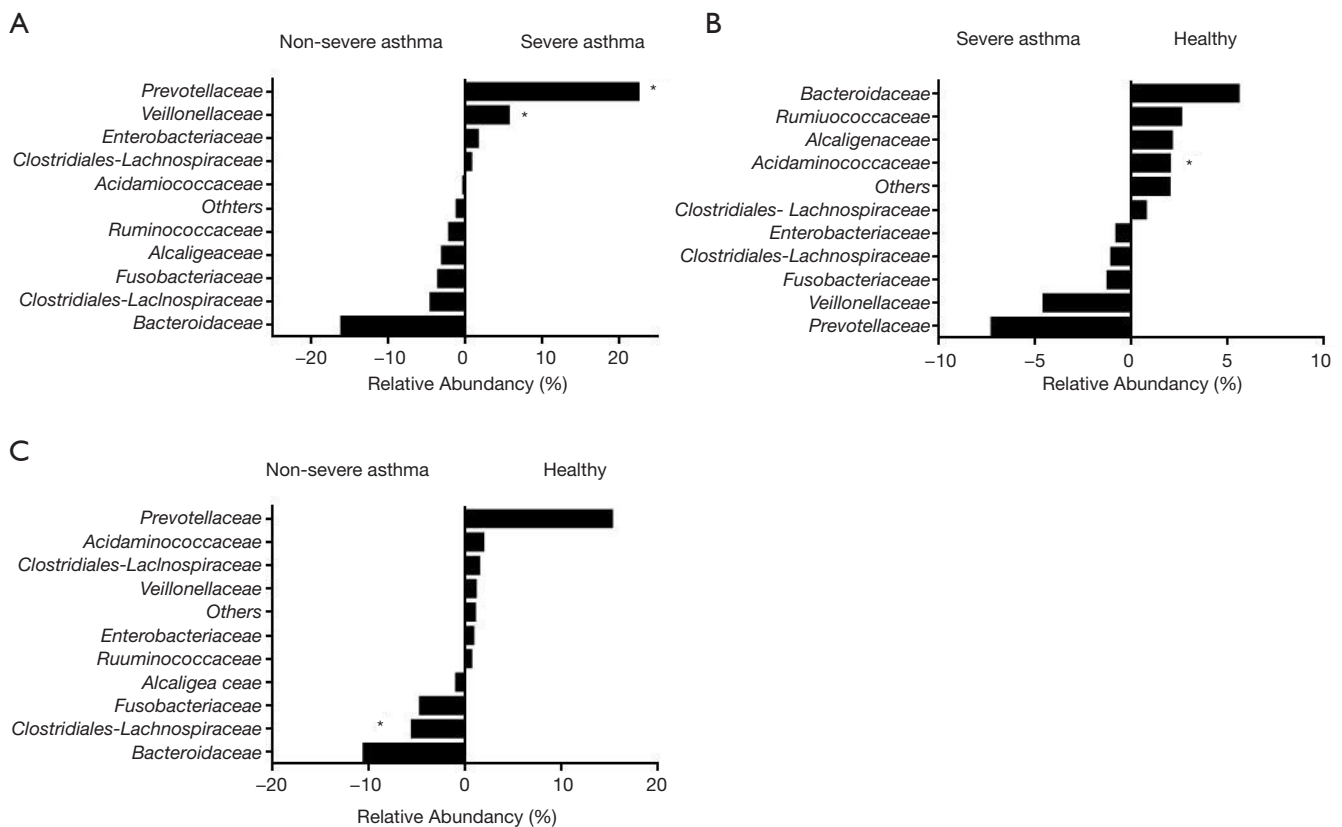 A
Non-severe asthma Severe asthma
Prevotellaceae *
Veillonellaceae *
Enterobacteriaceae
Clostridiales-Lachnospiraceae
Acidamiococcaceae
Othters
Ruminococcaceae
Alcaligeaceae
Fusobacteriaceae
Clostridiales-Laclnospiraceae
Bacteroidaceae
−20 −10 0 10 20
Relative Abundancy (%)
B
Severe asthma Healthy
Bacteroidaceae
Rumiuococcaceae
Alcaligenaceae
Acidaminococcaceae *
Others
Clostridiales- Lachnospiraceae
Enterobacteriaceae
Clostridiales-Lachnospiraceae
Fusobacteriaceae
Veillonellaceae
Prevotellaceae
−10 −5 0 5 10
Relative Abundancy (%)
C
Non-severe asthma Healthy
Prevotellaceae
Acidaminococcaceae
Clostridiales-Laclnospiraceae
Veillonellaceae
Others
Enterobacteriaceae
Ruuminococcaceae
Alcaligea ceae
Fusobacteriaceae
Clostridiales-Lachnospiraceae *
Bacteroidaceae
−20 −10 0 10 20
Relative Abundancy (%)